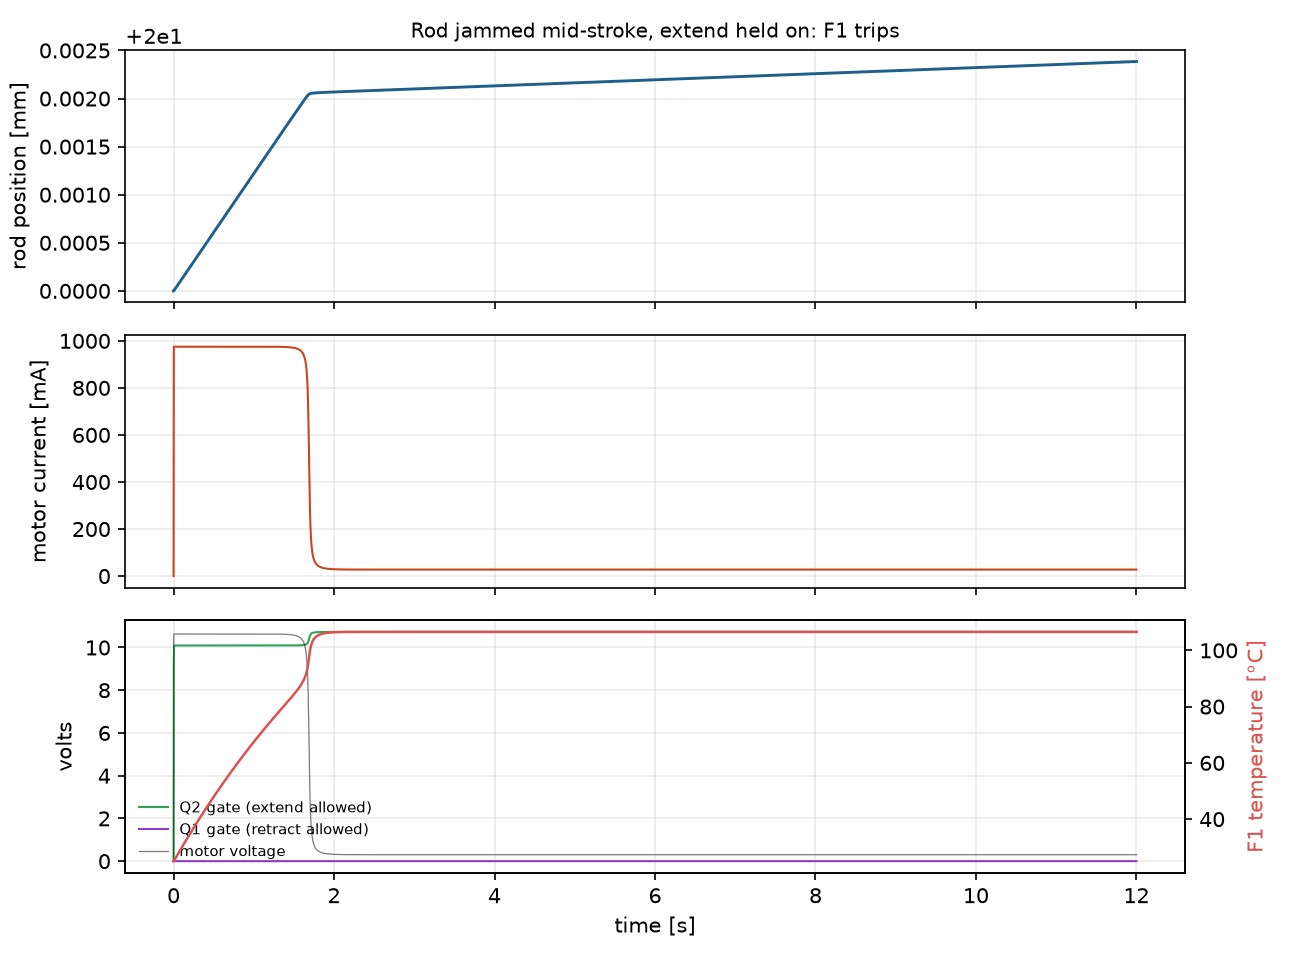 Rod jammed mid-stroke, extend held on: F1 trips
+2e1
0.0025
0.0020
0.0015
0.0010
0.0005
0.0000
rod position [mm]
1000
800
600
400
200
0
motor current [mA]
10
8
6
4
2
0
volts
Q2 gate (extend allowed)
Q1 gate (retract allowed)
motor voltage
100
80
60
40
F1 temperature [°C]
0 2 4 6 8 10 12
time [s]